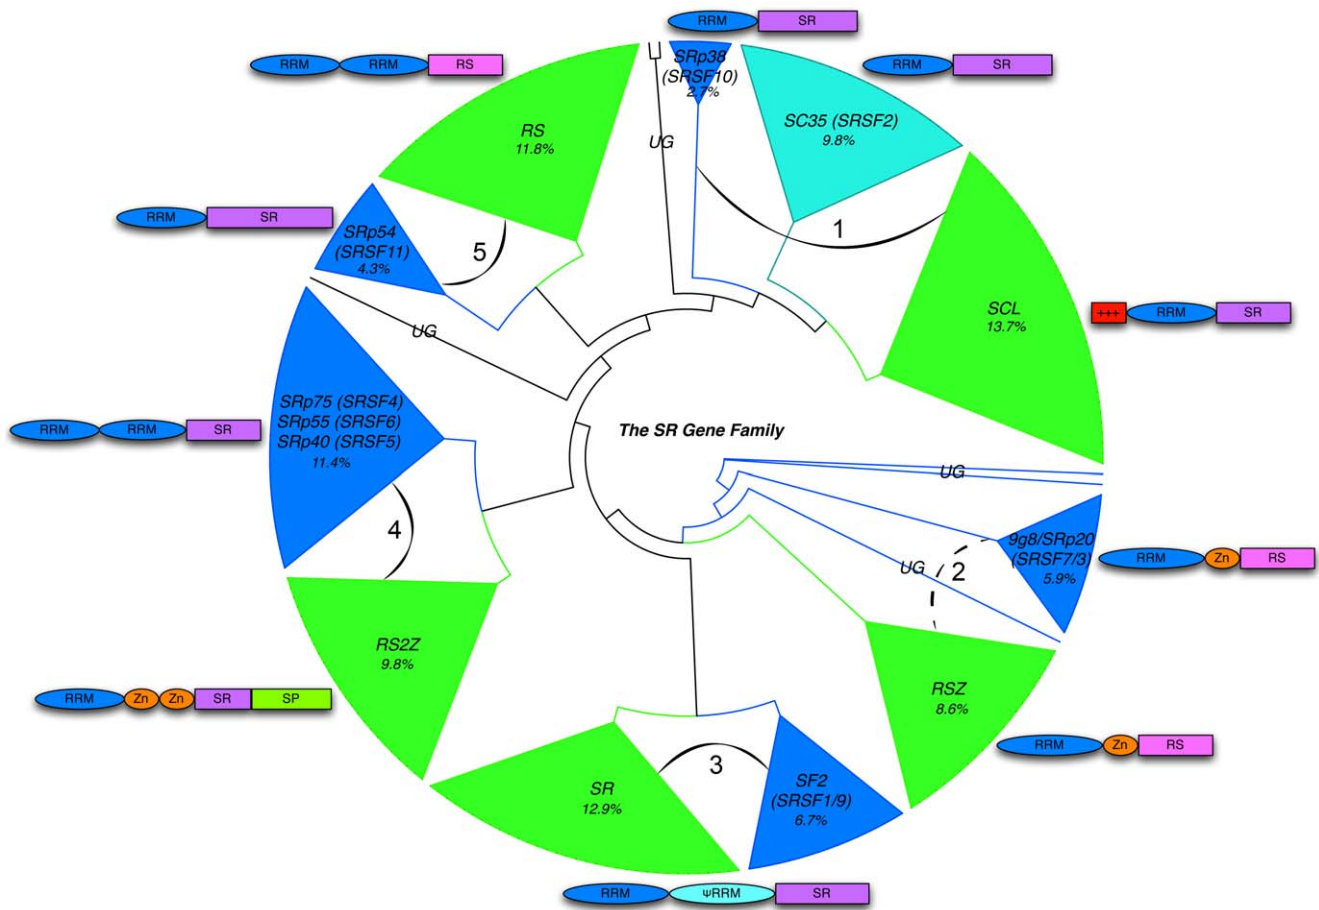 RRM SR
RRM RRM RS
RRM SR
SRp38
(SRSF10)
2.7%
UG
SC35 (SRSF2)
9.8%
RS
11.8%
1
RRM SR
SRp54
(SRSF11)
4.3%
5
SCL
13.7%
+++ RRM SR
UG
SRp75 (SRSF4)
SRp55 (SRSF6)
SRp40 (SRSF5)
11.4%
RRM RRM SR
The SR Gene Family
UG
4
9g8/SRp20
(SRSF7/3)
5.9%
RRM Zn RS
UG
2
RS2Z
9.8%
RRM Zn Zn SR SP
RSZ
8.6%
RRM Zn RS
3
SR
12.9%
SF2
(SRSF1/9)
6.7%
RRM ΨRRM SR